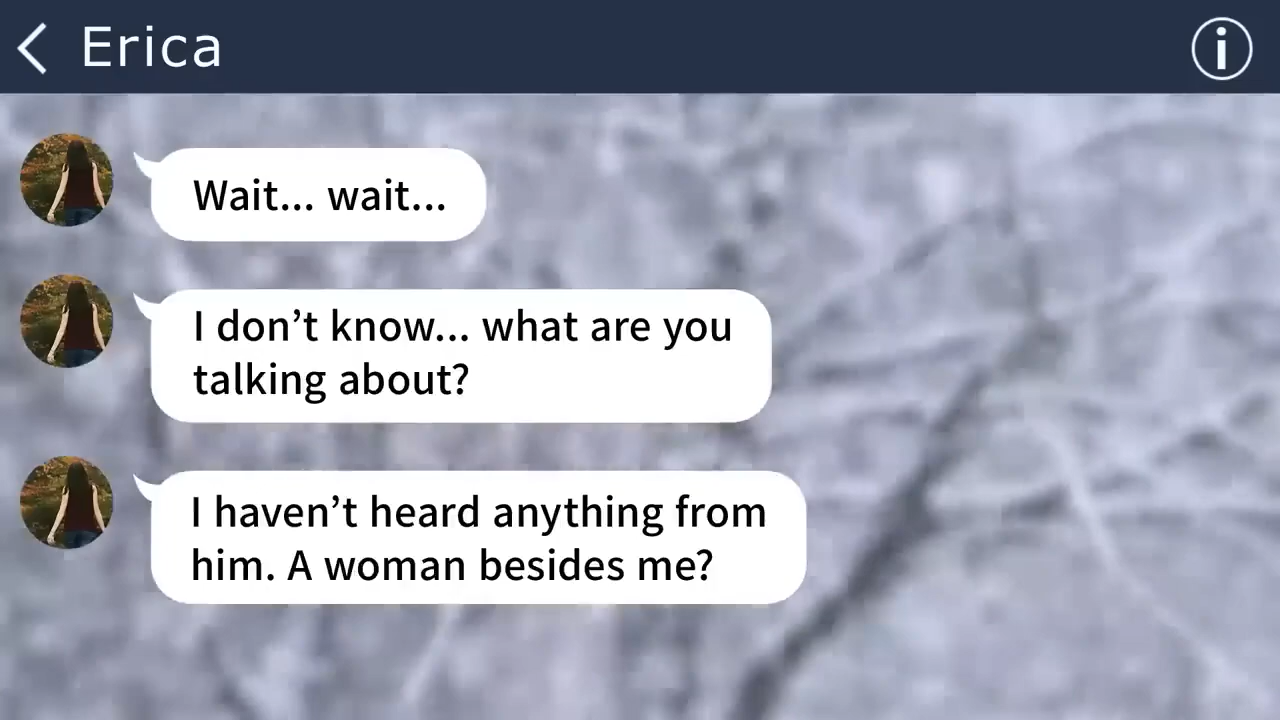 Erica
Wait... wait...
I don’t know... what are you
talking about?
I haven’t heard anything from
him. A woman besides me?